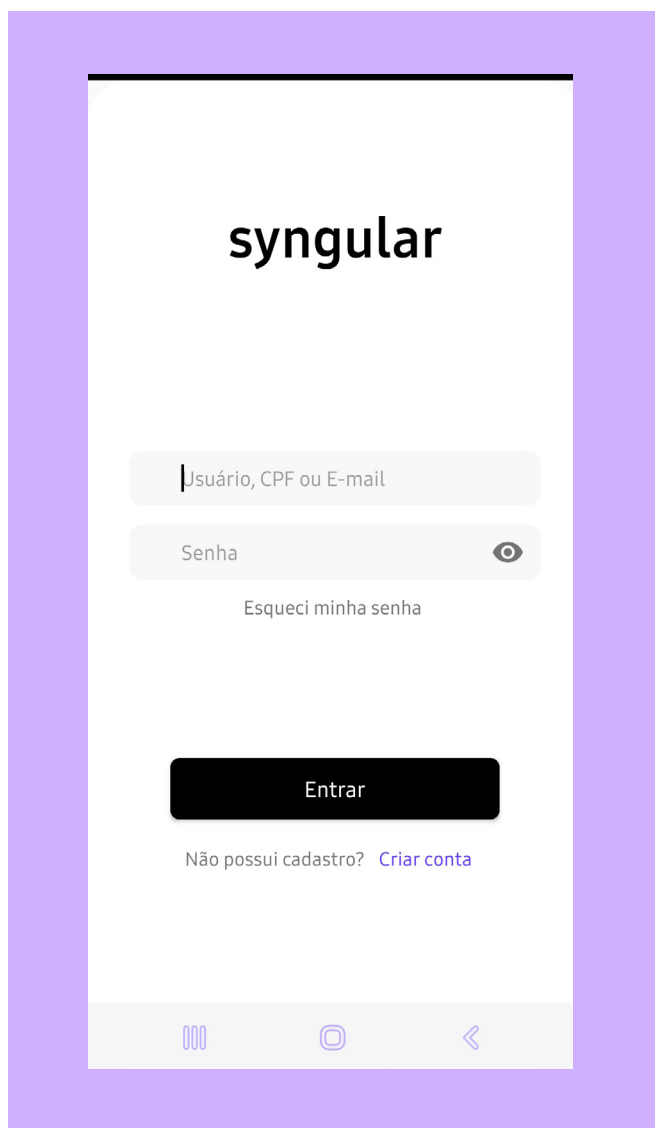 syngular
Usuário, CPF ou E-mail
Senha
Esqueci minha senha
Entrar
Não possui cadastro? Criar conta